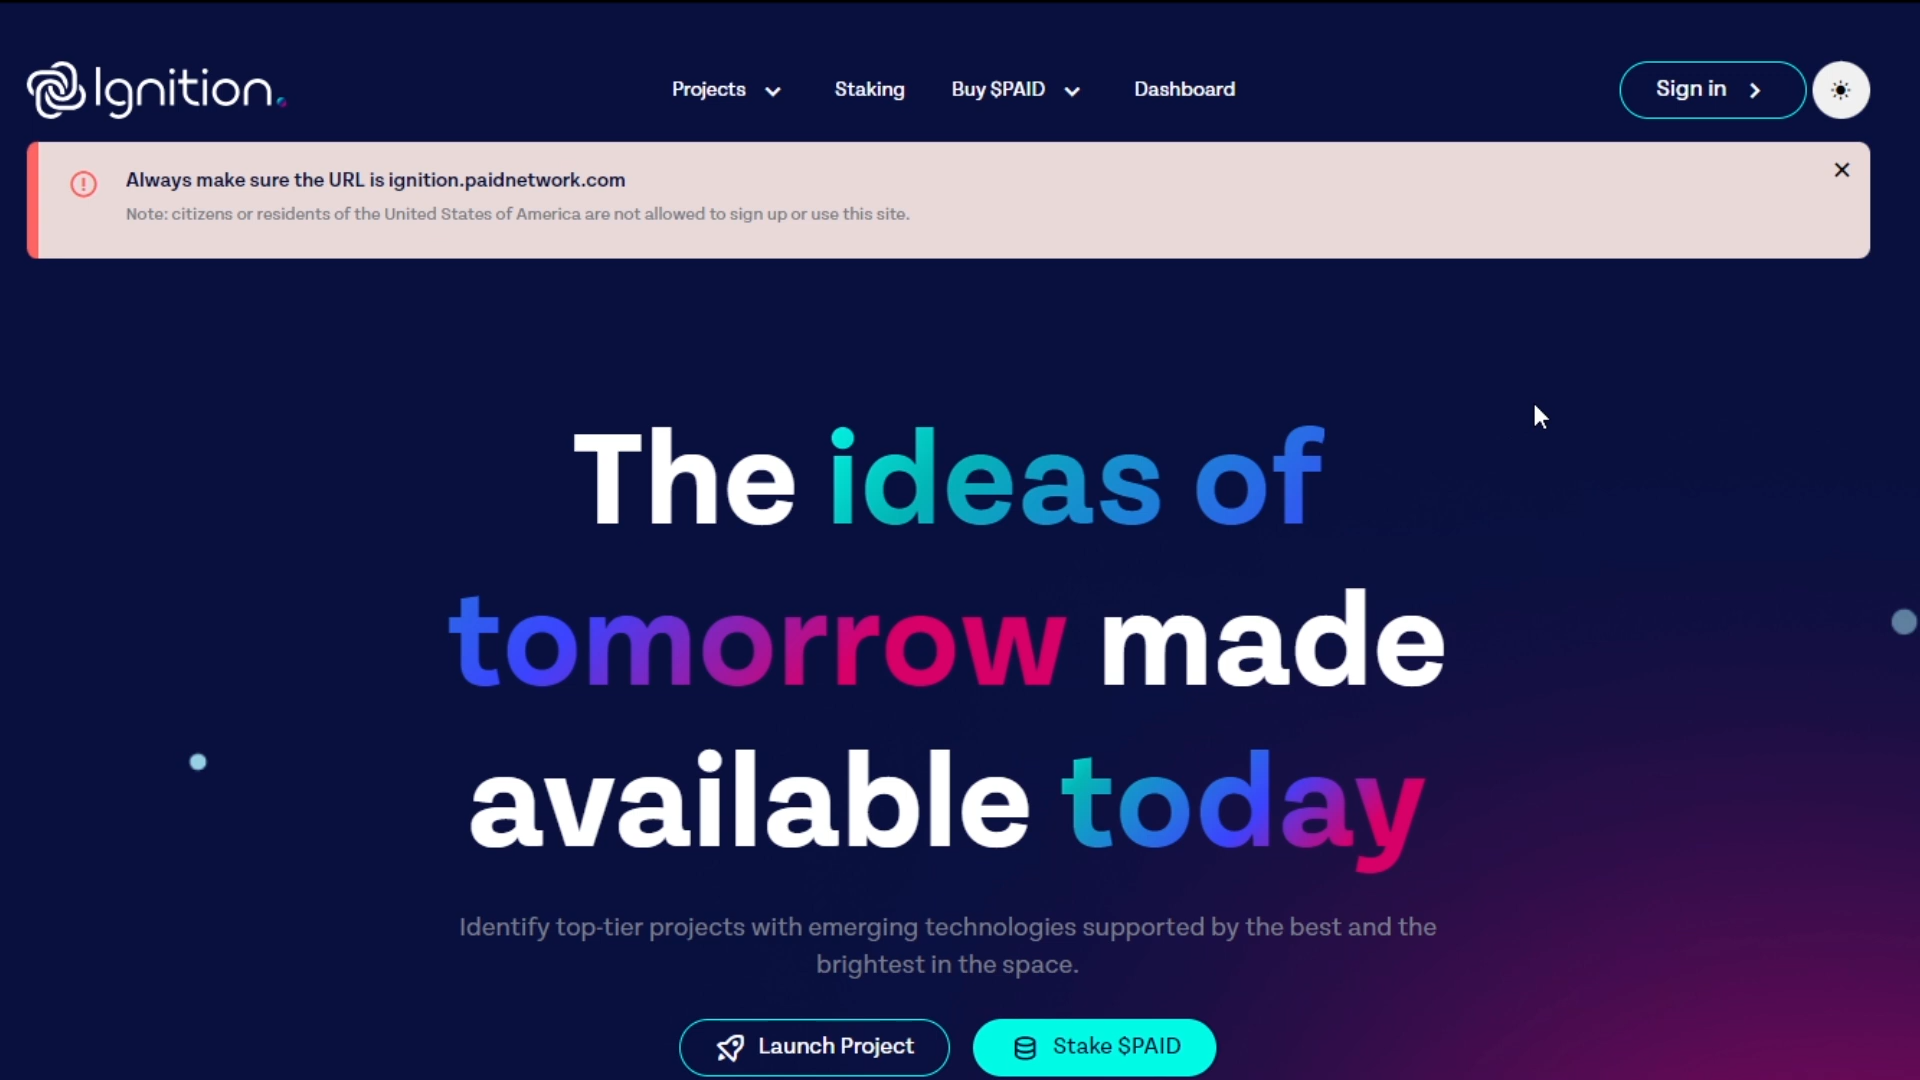 Ignition.
Projects Staking Buy $PAID Dashboard Sign in
Always make sure the URL is ignition.paidnetwork.com
Note: citizens or residents of the United States of America are not allowed to sign up or use this site.
The ideas of
tomorrow made
available today
Identify top-tier projects with emerging technologies supported by the best and the
brightest in the space.
Launch Project Stake $PAID